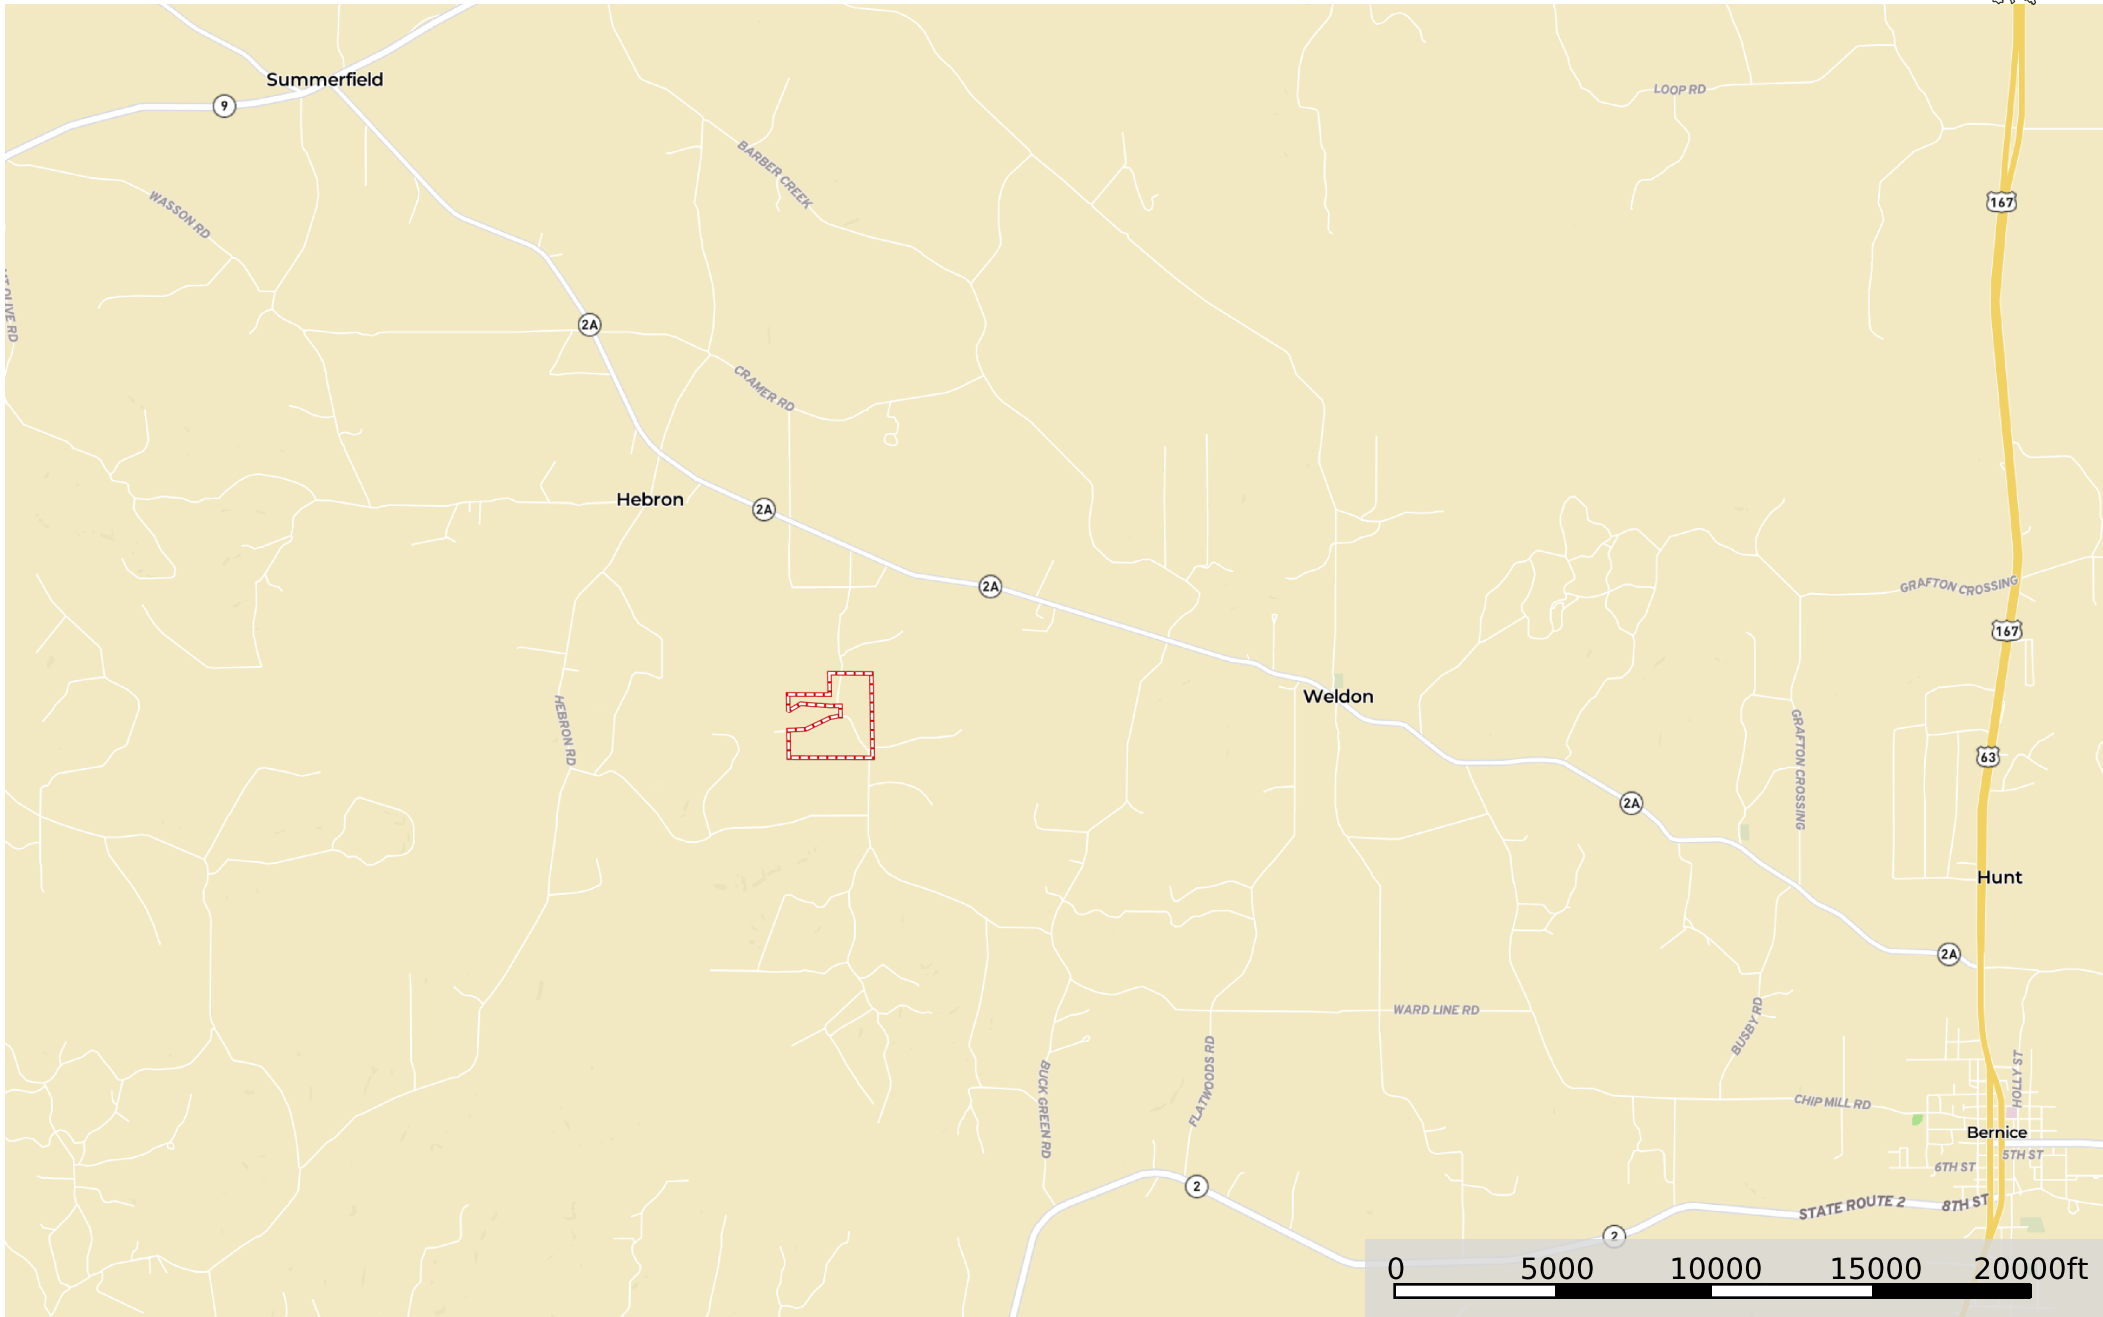 Summerfield
9
LOOP RD
BARBER CREEK
WASSON RD
167
2A
CRAMER RD
Hebron
2A
2A
GRAFTON CROSSING
167
Weldon
HEBRON RD
GRAFTON CROSSING
63
2A
Hunt
2A
WARD LINE RD
BUSBY RD
BUCK GREEN RD
FLATWOODS RD
HOLLY ST
CHIP MILL RD
Bernice
6TH ST
5TH ST
2
STATE ROUTE 2
8TH ST
2
0
5000
10000
15000
20000ft